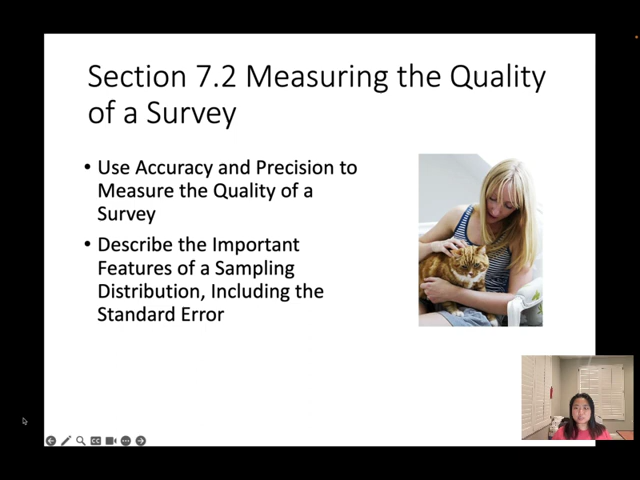 Section 7.2 Measuring the Quality
of a Survey
• Use Accuracy and Precision to
Measure the Quality of a
Survey
• Describe the Important
Features of a Sampling
Distribution, Including the
Standard Error
CC